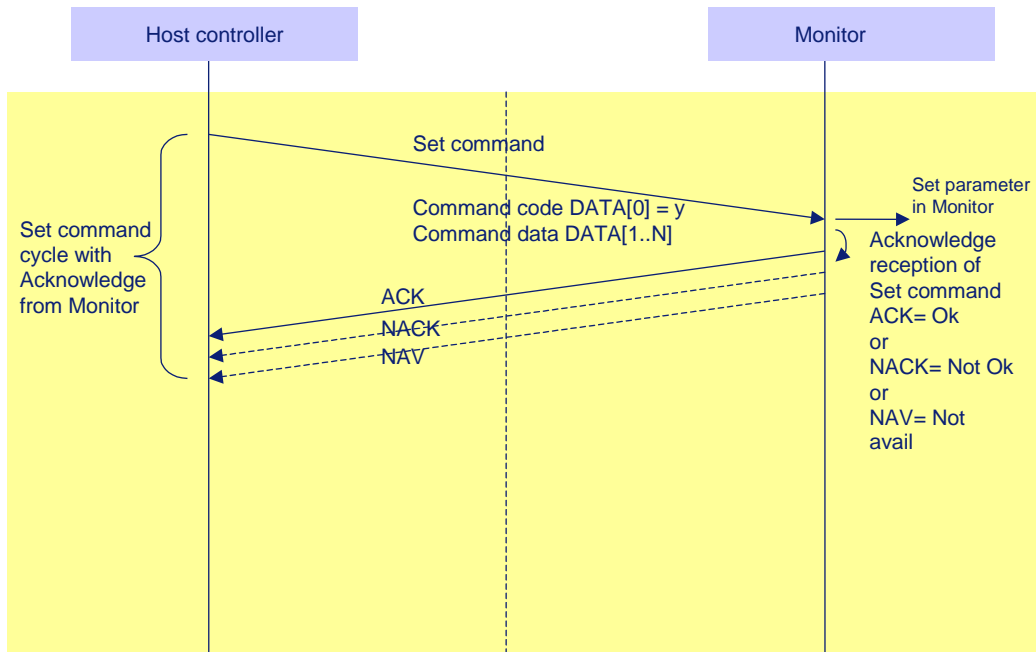 Host controller
Monitor
Set command
Command code DATA[0] = y
Command data DATA[1..N]
Set parameter
in Monitor
Set command
cycle with
Acknowledge
from Monitor
Acknowledge
reception of
Set command
ACK= Ok
or
NACK= Not Ok
or
NAV= Not
avail
ACK
NACK
NAV